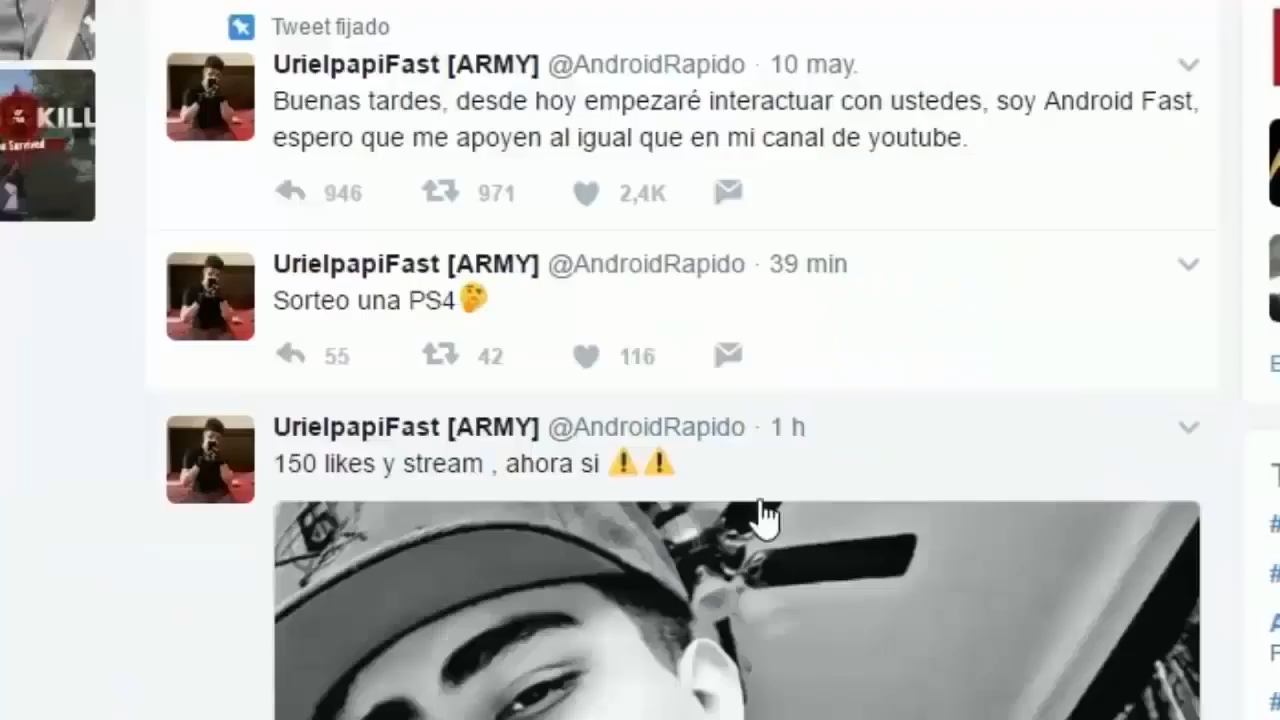 Tweet fijado
UrielpapiFast [ARMY] @AndroidRapido · 10 may.
Buenas tardes, desde hoy empezaré interactuar con ustedes, soy Android Fast,
espero que me apoyen al igual que en mi canal de youtube.
946 971 2,4K
KILL
Survived
UrielpapiFast [ARMY] @AndroidRapido · 39 min
Sorteo una PS4🤔
55 42 116
UrielpapiFast [ARMY] @AndroidRapido · 1 h
150 likes y stream , ahora si ⚠️⚠️